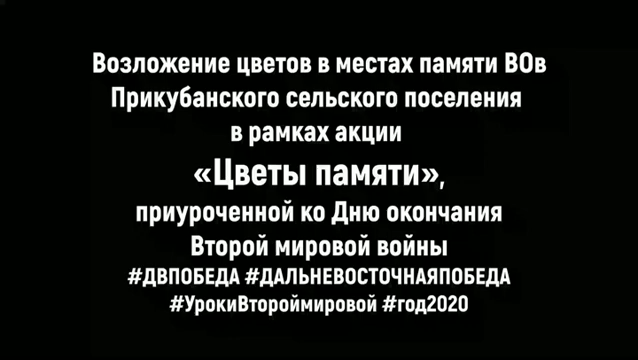 Возложение цветов в местах памяти ВОв
Прикубанского сельского поселения
в рамках акции
«Цветы памяти»,
приуроченной ко Дню окончания
Второй мировой войны
#ДВПОБЕДА #ДАЛЬНЕВОСТОЧНАЯПОБЕДА
#УрокиВтороймировой #год2020